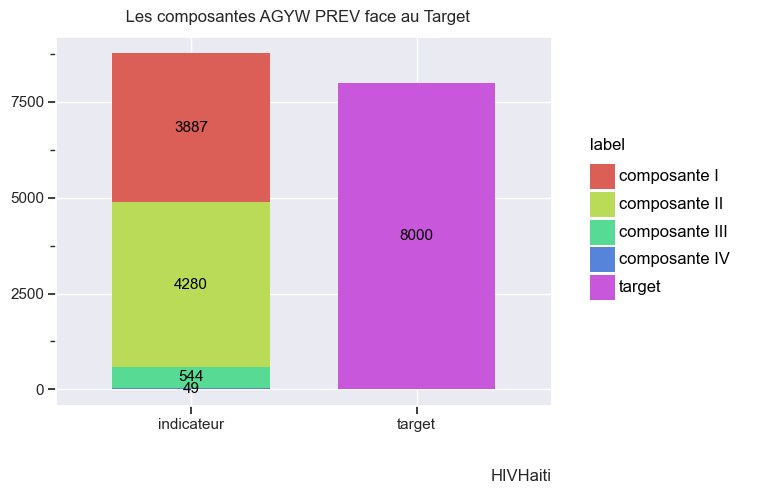 Les composantes AGYW PREV face au Target
7500
5000
2500
0
3887
4280
544
49
8000
indicateur
target
label
composante I
composante II
composante III
composante IV
target
HIVHaiti